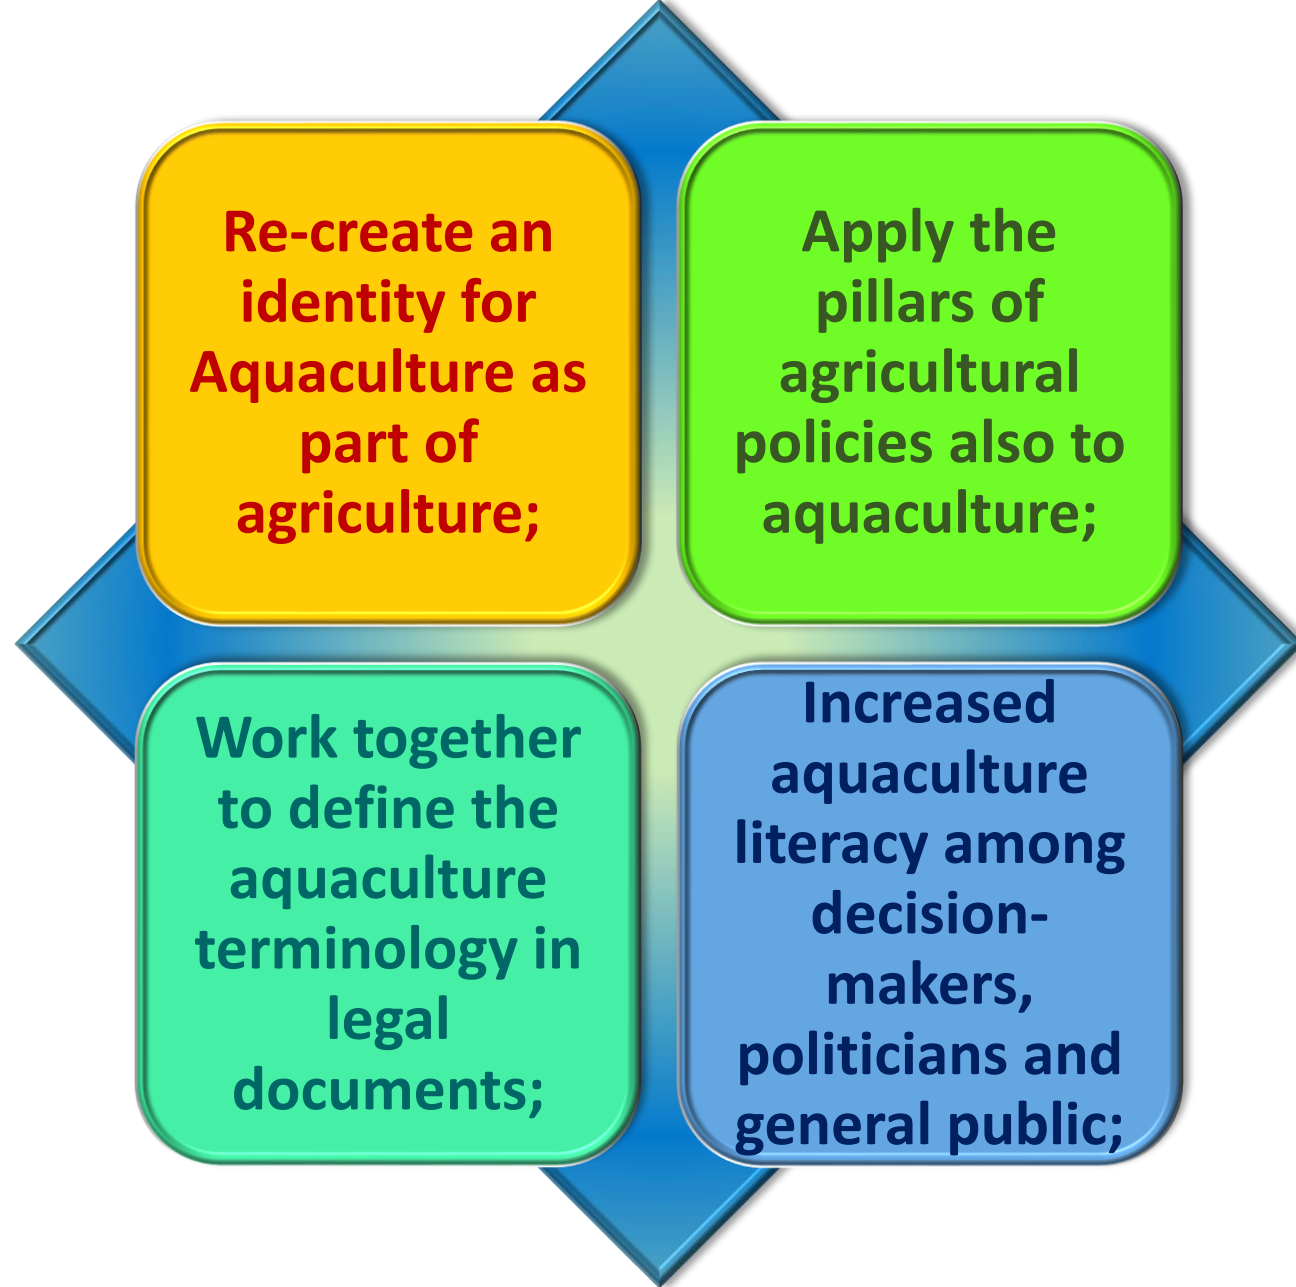 Re-create an
identity for
Aquaculture as
part of
agriculture;
Apply the
pillars of
agricultural
policies also to
aquaculture;
Work together
to define the
aquaculture
terminology in
legal
documents;
Increased
aquaculture
literacy among
decision-
makers,
politicians and
general public;